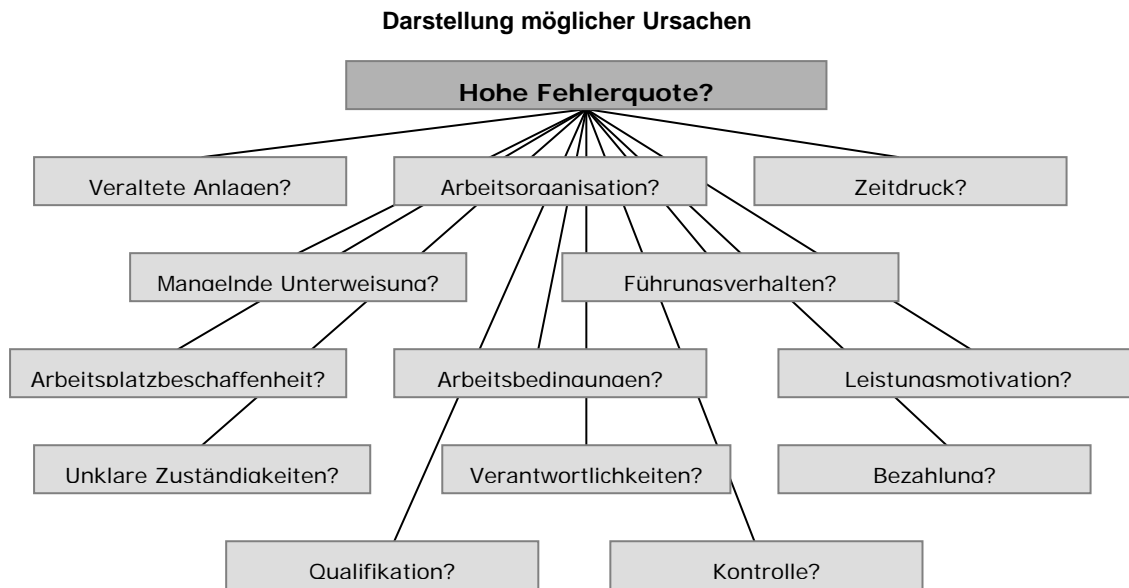 Darstellung möglicher Ursachen
Hohe Fehlerquote?
Veraltete Anlagen?
Arbeitsorganisation?
Zeitdruck?
Mangelnde Unterweisung?
Führungsverhalten?
Arbeitsplatzbeschaffenheit?
Arbeitsbedingungen?
Leistungsmotivation?
Unklare Zuständigkeiten?
Verantwortlichkeiten?
Bezahlung?
Qualifikation?
Kontrolle?